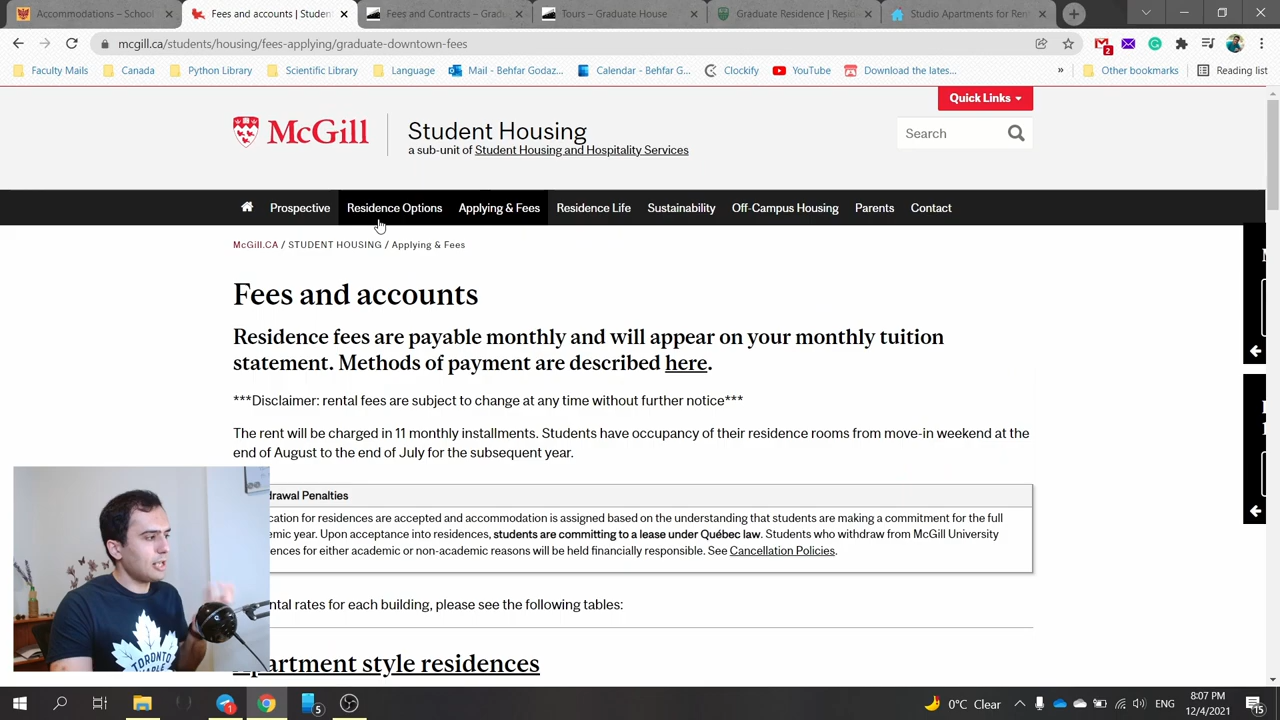 Accommodations – School
Fees and accounts | Student
Fees and Contracts – Gradu
Tours – Graduate House
Graduate Residence | Resid
Studio Apartments for Ren
mcgill.ca/students/housing/fees-applying/graduate-downtown-fees
2
Faculty Mails
Canada
Python Library
Scientific Library
Language
Mail - Behfar Godaz...
Calendar - Behfar G...
Clockify
YouTube
Download the lates...
»
Other bookmarks
Reading list
Quick Links
McGill
Student Housing
a sub-unit of Student Housing and Hospitality Services
Search
Prospective
Residence Options
Applying & Fees
Residence Life
Sustainability
Off-Campus Housing
Parents
Contact
McGill.CA / STUDENT HOUSING / Applying & Fees
Fees and accounts
Residence fees are payable monthly and will appear on your monthly tuition
statement. Methods of payment are described here.
***Disclaimer: rental fees are subject to change at any time without further notice***
The rent will be charged in 11 monthly installments. Students have occupancy of their residence rooms from move-in weekend at the
end of August to the end of July for the subsequent year.
drawal Penalties
cation for residences are accepted and accommodation is assigned based on the understanding that students are making a commitment for the full
emic year. Upon acceptance into residences, students are committing to a lease under Québec law. Students who withdraw from McGill University
ences for either academic or non-academic reasons will be held financially responsible. See Cancellation Policies.
ntal rates for each building, please see the following tables:
Apartment style residences
TORONTO
1
5
0°C Clear
ENG
8:07 PM
12/4/2021
15